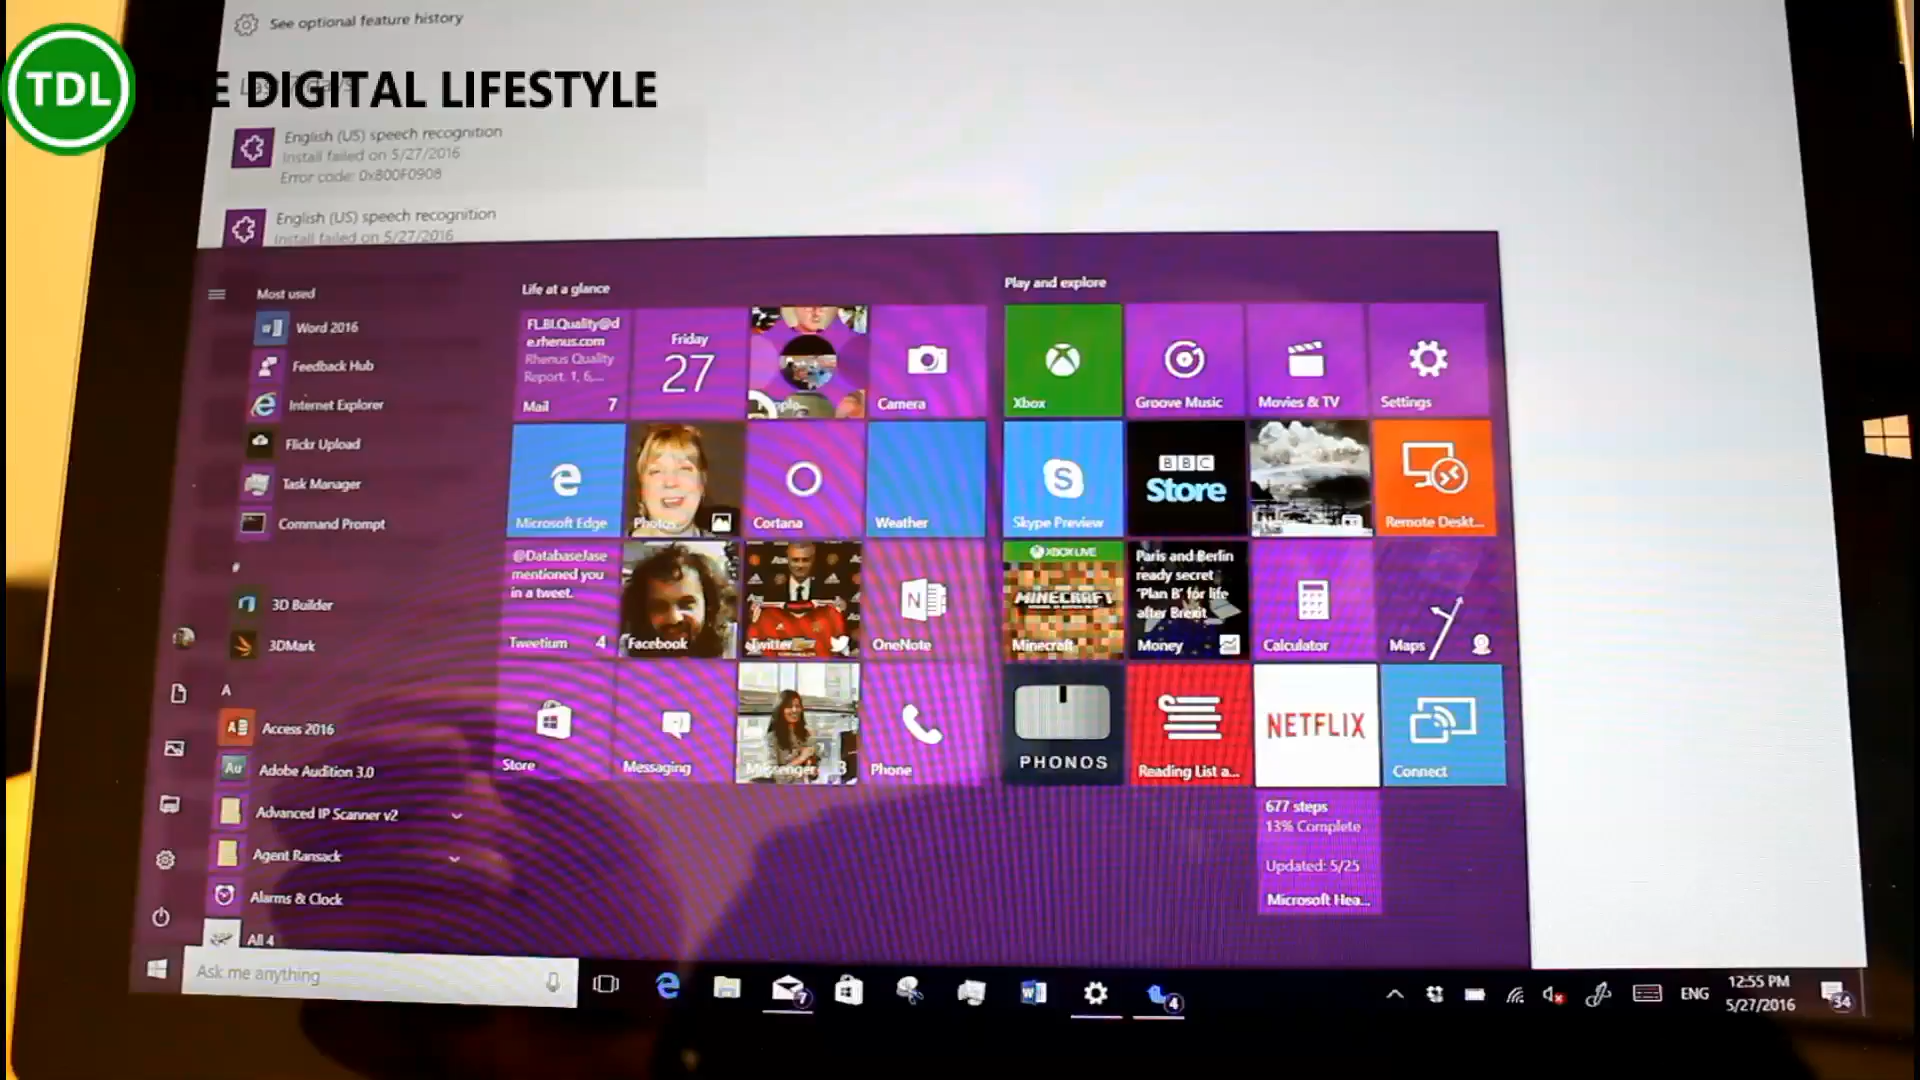 See optional feature history
TDL
E DIGITAL LIFESTYLE
English (US) speech recognition
Install failed on 5/27/2016
Error code: 0x800F0908
English (US) speech recognition
Install failed on 5/27/2016
Most used
Word 2016
Feedback Hub
Internet Explorer
Flickr Upload
Task Manager
Command Prompt
#
3D Builder
3DMark
A
Access 2016
Au
Adobe Audition 3.0
Advanced IP Scanner v2
Agent Ransack
Alarms & Clock
All 4
Life at a glance
FI.BI.Quality@d
e.rhenus.com
Rhenus Quality
Report. 1, 6,...
Mail 7
Friday
27
People
Camera
Microsoft Edge
Photos
Cortana
Weather
@DatabaseJase
mentioned you
in a tweet.
Tweetium 4
Facebook
Twitter
OneNote
Store
Messaging
Messenger 3
Phone
Play and explore
Xbox
Groove Music
Movies & TV
Settings
Skype Preview
BBC
Store
Remote Deskt...
XBOX LIVE
MINECRAFT
Minecraft
Paris and Berlin
ready secret
'Plan B' for life
after Brexit
Money
Calculator
Maps
PHONOS
Reading List a...
NETFLIX
Connect
677 steps
13% Complete
Updated: 5/25
Microsoft Hea...
Ask me anything
7
4
ENG
12:55 PM
5/27/2016
34